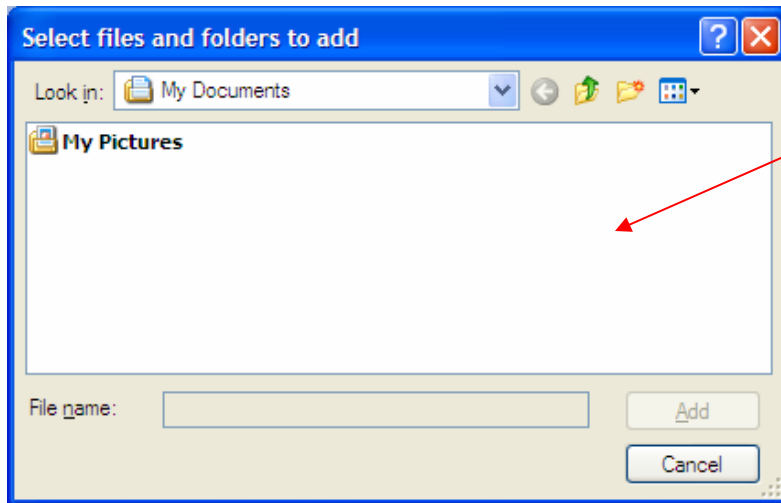 Select files and folders to add
Look in: My Documents
My Pictures
File name:
Add
Cancel